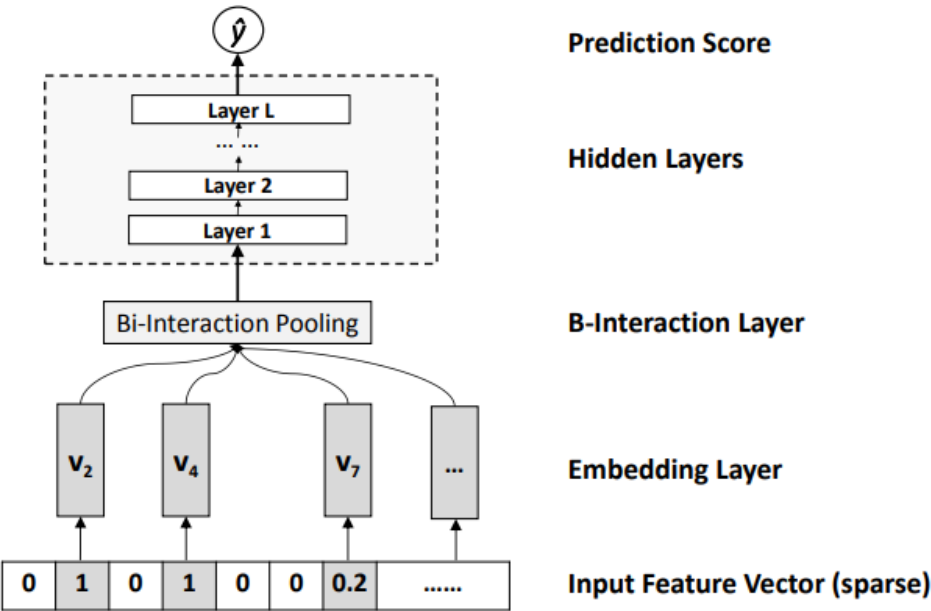 ŷ
Prediction Score
Layer L
... ...
Hidden Layers
Layer 2
Layer 1
Bi-Interaction Pooling
B-Interaction Layer
v₂ v₄ v₇ ...
Embedding Layer
0 1 0 1 0 0 0.2 ......
Input Feature Vector (sparse)